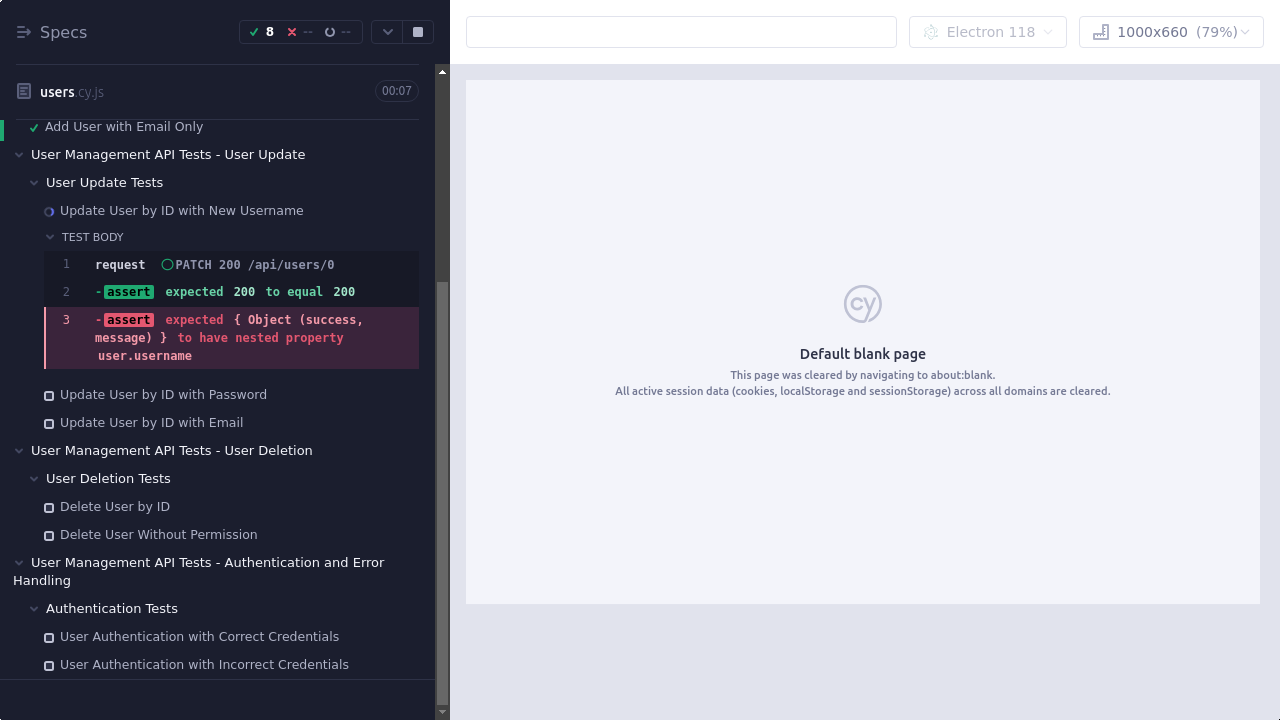 Specs
8 -- --
Electron 118
1000x660 (79%)
users.cy.js
00:07
Add User with Email Only
User Management API Tests - User Update
User Update Tests
Update User by ID with New Username
TEST BODY
1 request PATCH 200 /api/users/0
2 -assert expected 200 to equal 200
3 -assert expected { Object (success,
message) } to have nested property
user.username
Update User by ID with Password
Update User by ID with Email
User Management API Tests - User Deletion
User Deletion Tests
Delete User by ID
Delete User Without Permission
User Management API Tests - Authentication and Error
Handling
Authentication Tests
User Authentication with Correct Credentials
User Authentication with Incorrect Credentials
cy
Default blank page
This page was cleared by navigating to about:blank.
All active session data (cookies, localStorage and sessionStorage) across all domains are cleared.